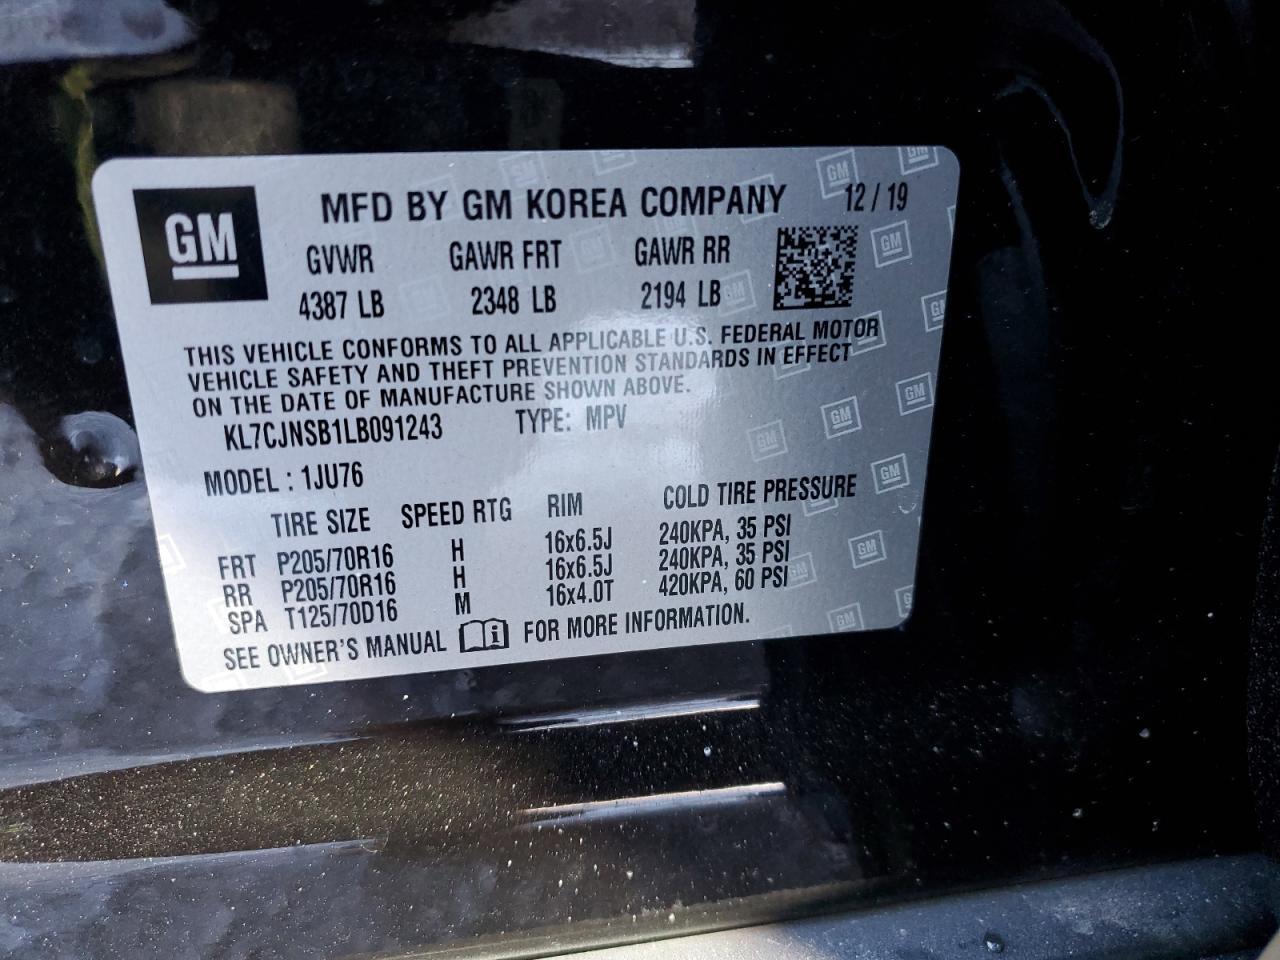 GM MFD BY GM KOREA COMPANY 12 / 19
GVWR GAWR FRT GAWR RR
4387 LB 2348 LB 2194 LB
THIS VEHICLE CONFORMS TO ALL APPLICABLE U.S. FEDERAL MOTOR
VEHICLE SAFETY AND THEFT PREVENTION STANDARDS IN EFFECT
ON THE DATE OF MANUFACTURE SHOWN ABOVE.
KL7CJNSB1LB091243 TYPE: MPV
MODEL : 1JU76
TIRE SIZE SPEED RTG RIM COLD TIRE PRESSURE
FRT P205/70R16 H 16x6.5J 240KPA, 35 PSI
RR P205/70R16 H 16x6.5J 240KPA, 35 PSI
SPA T125/70D16 M 16x4.0T 420KPA, 60 PSI
SEE OWNER'S MANUAL FOR MORE INFORMATION.